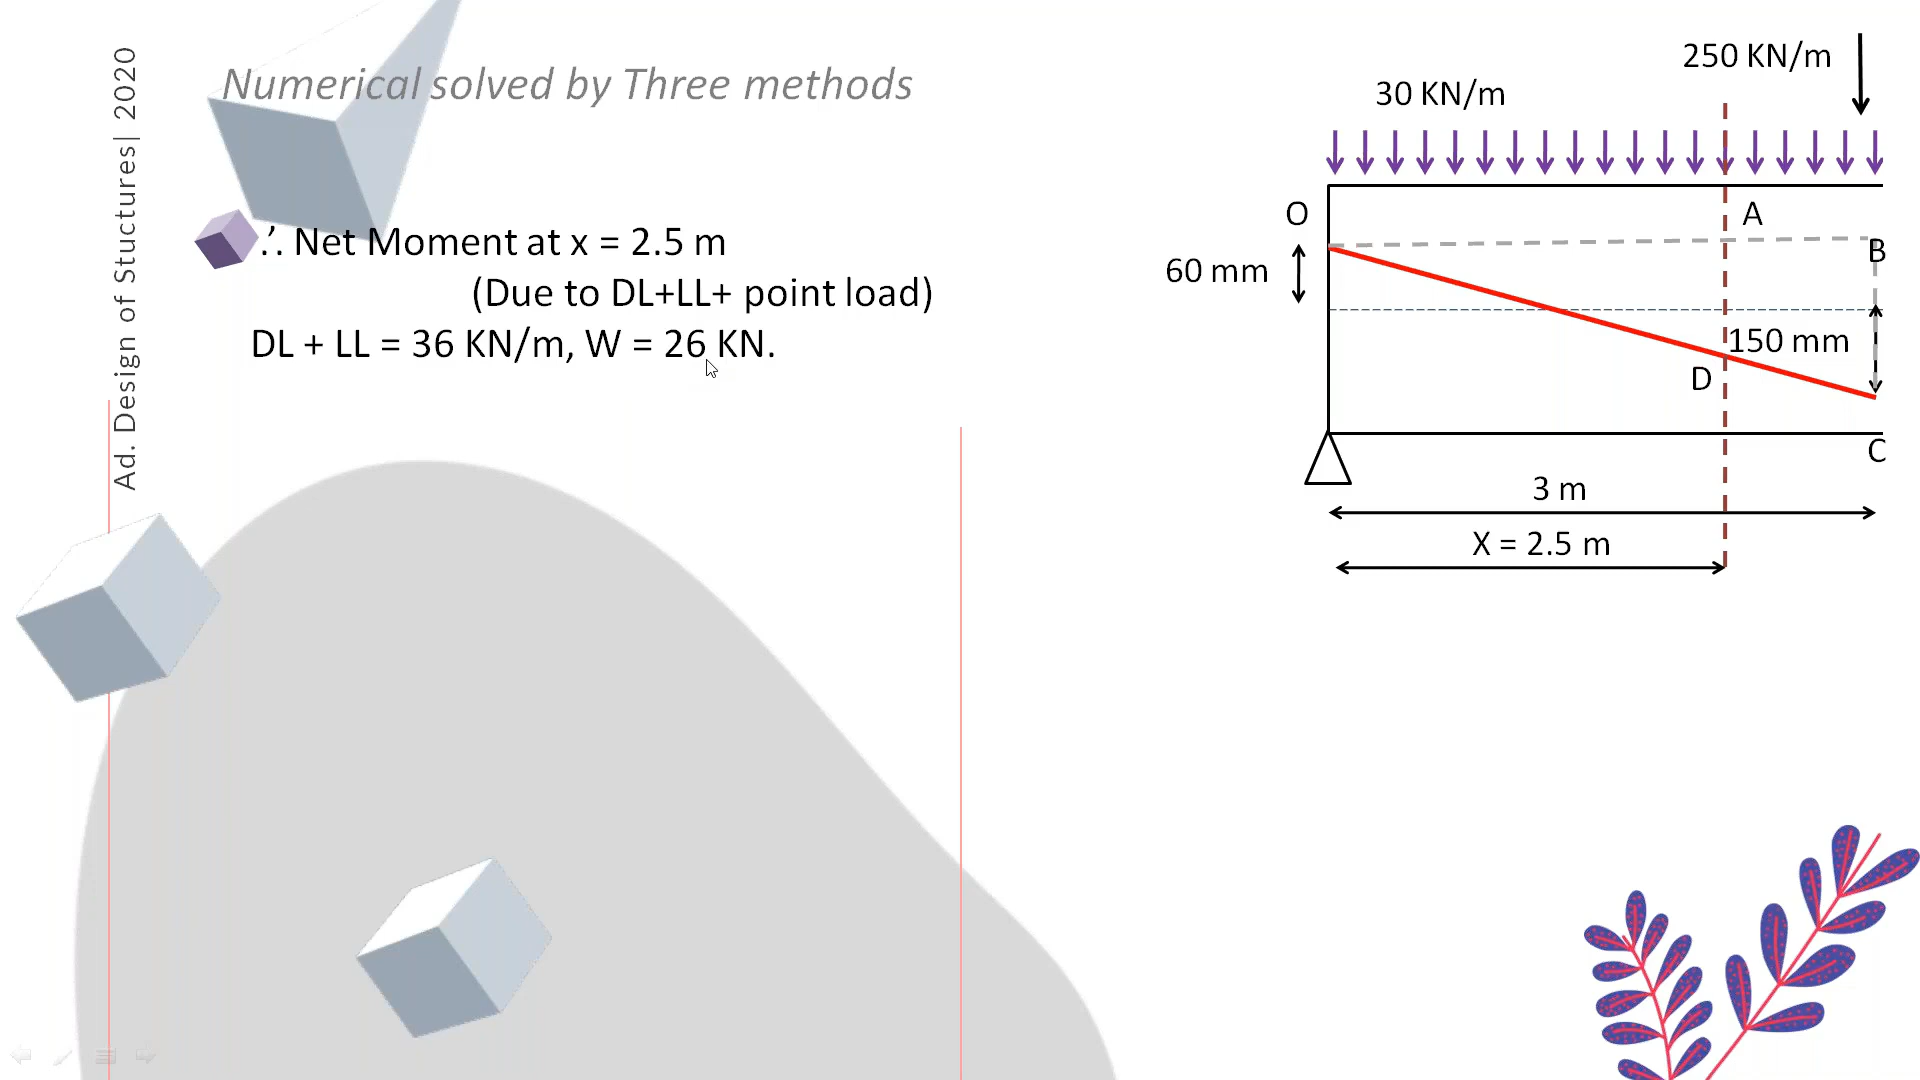 Ad. Design of Stuctures| 2020
Numerical solved by Three methods
.’. Net Moment at x = 2.5 m
(Due to DL+LL+ point load)
DL + LL = 36 KN/m, W = 26 KN.
250 KN/m
30 KN/m
O
A
B
60 mm
150 mm
D
C
3 m
X = 2.5 m